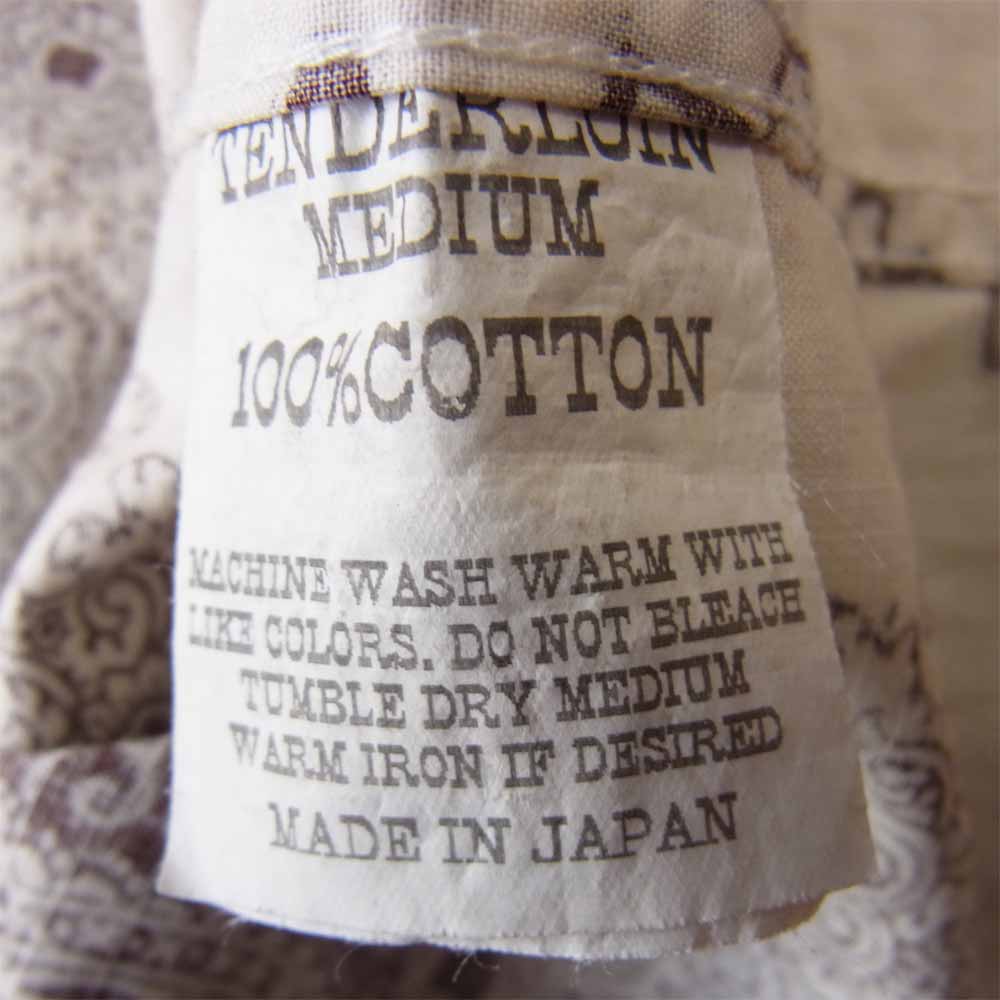 TENDERLOIN
MEDIUM
100%COTTON
MACHINE WASH WARM WITH
LIKE COLORS. DO NOT BLEACH
TUMBLE DRY MEDIUM
WARM IRON IF DESIRED
MADE IN JAPAN